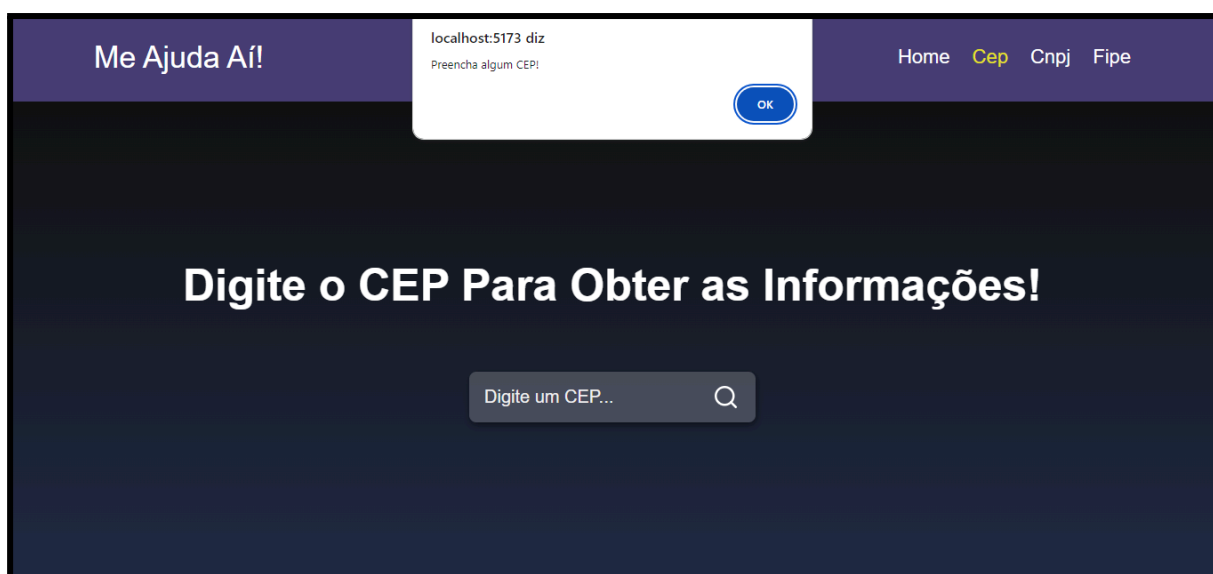 Me Ajuda Aí!
localhost:5173 diz
Preencha algum CEP!
OK
Home Cep Cnpj Fipe
Digite o CEP Para Obter as Informações!
Digite um CEP...